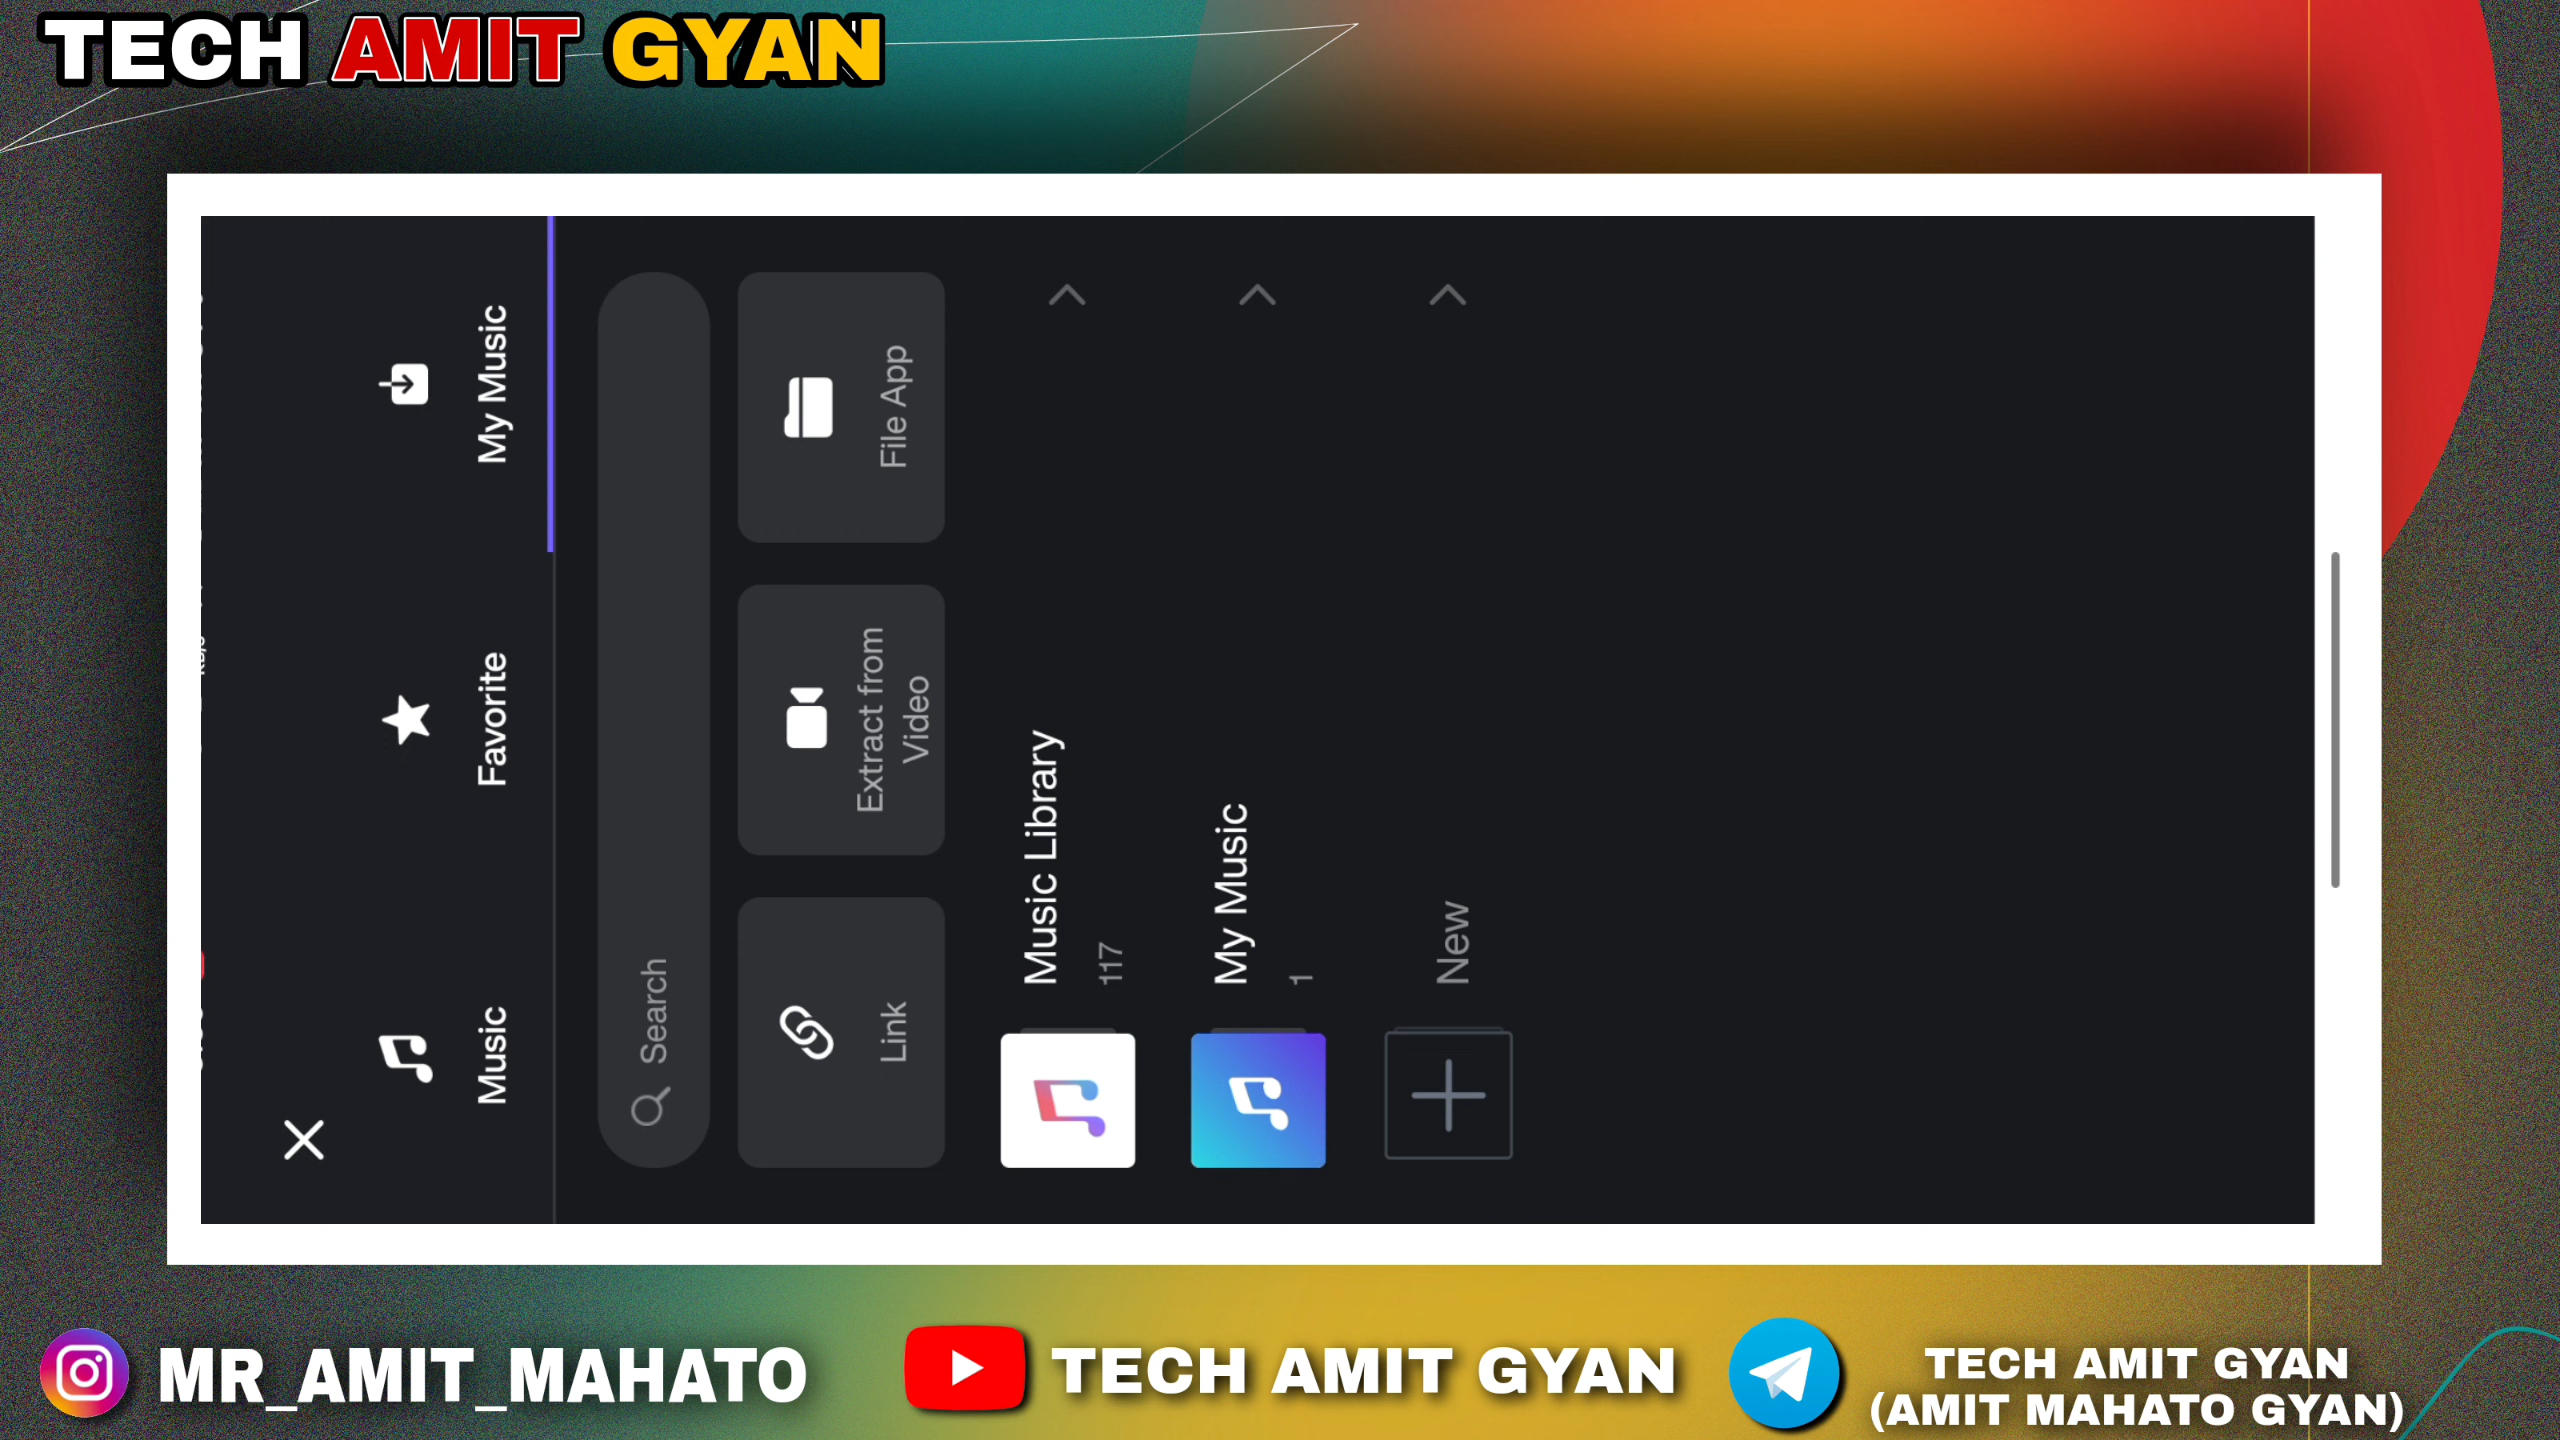 TECH AMIT GYAN
Music
Favorite
My Music
Search
Link
Extract from
Video
File App
Music Library
117
My Music
1
New
MR_AMIT_MAHATO
TECH AMIT GYAN
TECH AMIT GYAN
(AMIT MAHATO GYAN)